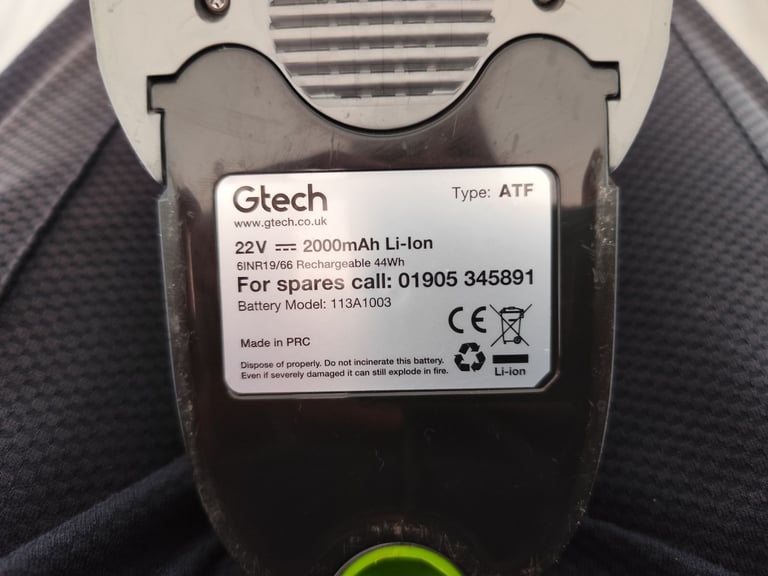 Gtech
Type: ATF
www.gtech.co.uk
22V ⎓ 2000mAh Li-Ion
6INR19/66 Rechargeable 44Wh
For spares call: 01905 345891
Battery Model: 113A1003
CE
Made in PRC
Dispose of properly. Do not incinerate this battery.
Even if severely damaged it can still explode in fire.
Li-ion